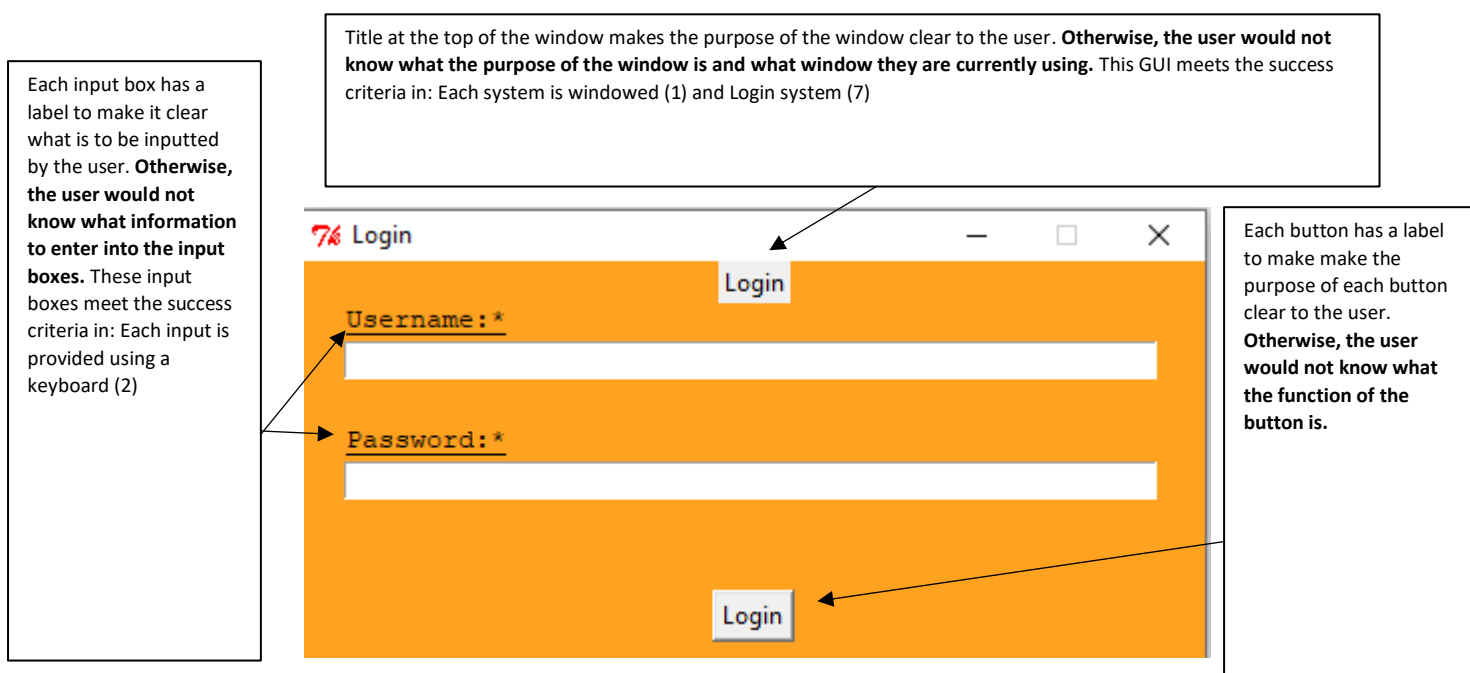 Title at the top of the window makes the purpose of the window clear to the user. Otherwise, the user would not
know what the purpose of the window is and what window they are currently using. This GUI meets the success
criteria in: Each system is windowed (1) and Login system (7)
Each input box has a
label to make it clear
what is to be inputted
by the user. Otherwise,
the user would not
know what information
to enter into the input
boxes. These input
boxes meet the success
criteria in: Each input is
provided using a
keyboard (2)
Login
Login
Username:*
Password:*
Login
Each button has a label
to make make the
purpose of each button
clear to the user.
Otherwise, the user
would not know what
the function of the
button is.